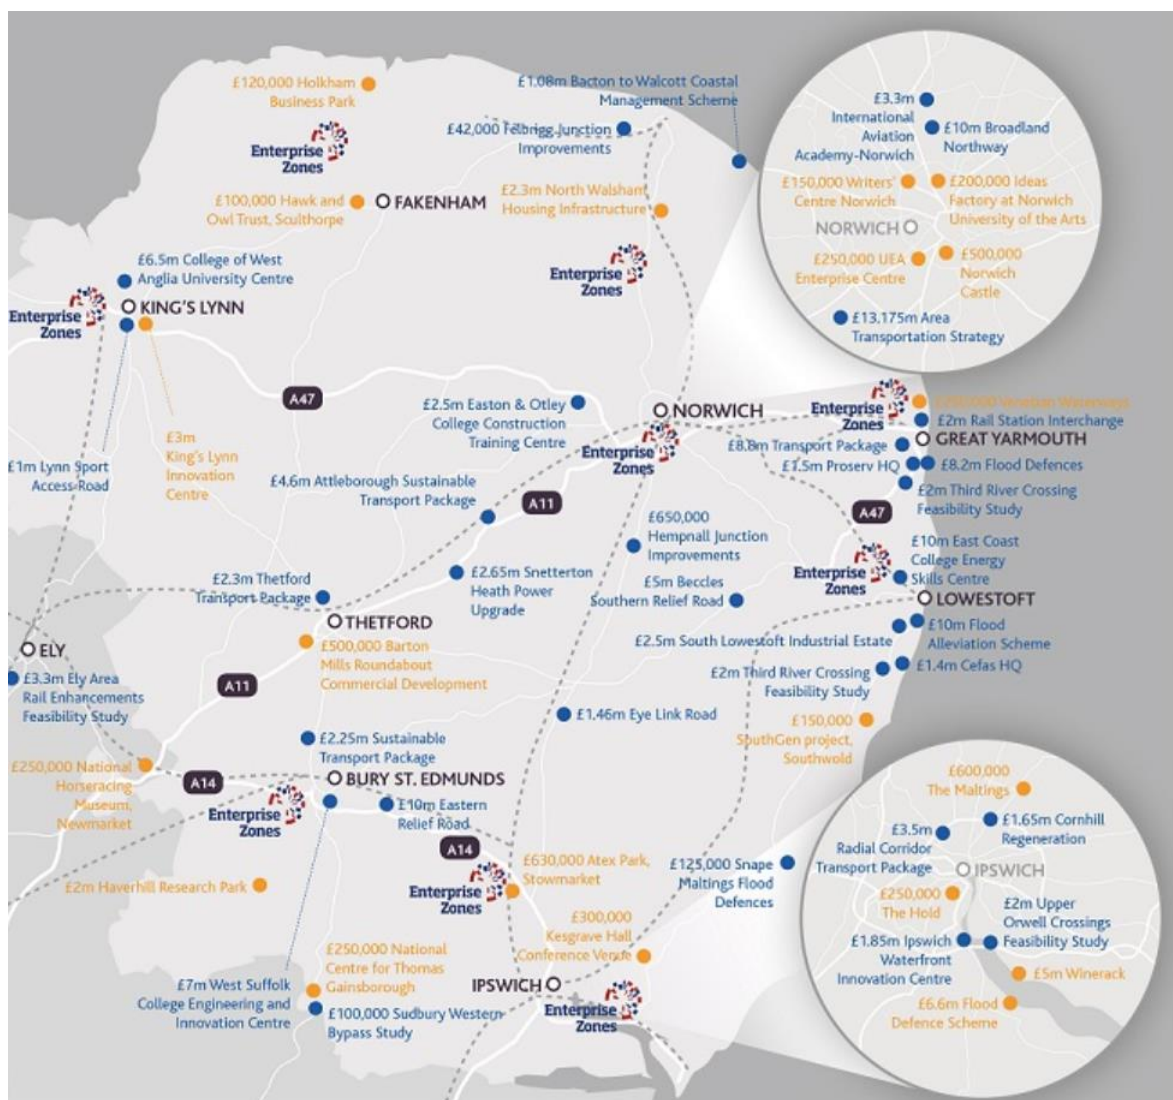 £120,000 Holkham
Business Park
£1.08m Bacton to Walcott Coastal
Management Scheme
£42,000 Felbrigg Junction
Improvements
Enterprise
Zones
£100,000 Hawk and
Owl Trust, Sculthorpe
FAKENHAM
£2.3m North Walsham
Housing Infrastructure
£6.5m College of West
Anglia University Centre
Enterprise
Zones
KING'S LYNN
Enterprise
Zones
£3.3m
International
Aviation
Academy-Norwich
£10m Broadland
Northway
£150,000 Writers'
Centre Norwich
£200,000 Ideas
Factory at Norwich
University of the Arts
NORWICH
£250,000 UEA
Enterprise Centre
£500,000
Norwich
Castle
£13.175m Area
Transportation Strategy
A47
£2.5m Easton & Otley
College Construction
Training Centre
NORWICH
Enterprise
Zones
Enterprise
Zones
£250,000 Venetian Waterways
£2m Rail Station Interchange
GREAT YARMOUTH
£8.8m Transport Package
£1.5m Proserv HQ
£8.2m Flood Defences
£2m Third River Crossing
Feasibility Study
£1m Lynn Sport
Access Road
£3m
King's Lynn
Innovation
Centre
£4.6m Attleborough Sustainable
Transport Package
A11
A47
£650,000
Hempnall Junction
Improvements
£10m East Coast
College Energy
Skills Centre
Enterprise
Zones
£2.3m Thetford
Transport Package
£2.65m Snetterton
Heath Power
Upgrade
£5m Beccles
Southern Relief Road
LOWESTOFT
THETFORD
£10m Flood
Alleviation Scheme
£2.5m South Lowestoft Industrial Estate
ELY
£500,000 Barton
Mills Roundabout
Commercial Development
£1.4m Cefas HQ
£2m Third River Crossing
Feasibility Study
£3.3m Ely Area
Rail Enhancements
Feasibility Study
A11
£1.46m Eye Link Road
£150,000
SouthGen project,
Southwold
£2.25m Sustainable
Transport Package
£250,000 National
Horseracing
Museum,
Newmarket
A14
BURY ST. EDMUNDS
Enterprise
Zones
£10m Eastern
Relief Road
A14
£630,000 Atex Park,
Stowmarket
Enterprise
Zones
£125,000 Snape
Maltings Flood
Defences
£2m Haverhill Research Park
£300,000
Kesgrave Hall
Conference Venue
£250,000 National
Centre for Thomas
Gainsborough
£7m West Suffolk
College Engineering and
Innovation Centre
£100,000 Sudbury Western
Bypass Study
IPSWICH
Enterprise
Zones
£600,000
The Maltings
£1.65m Cornhill
Regeneration
£3.5m
Radial Corridor
Transport Package
IPSWICH
£250,000
The Hold
£2m Upper
Orwell Crossings
Feasibility Study
£1.85m Ipswich
Waterfront
Innovation Centre
£5m Winerack
£6.6m Flood
Defence Scheme